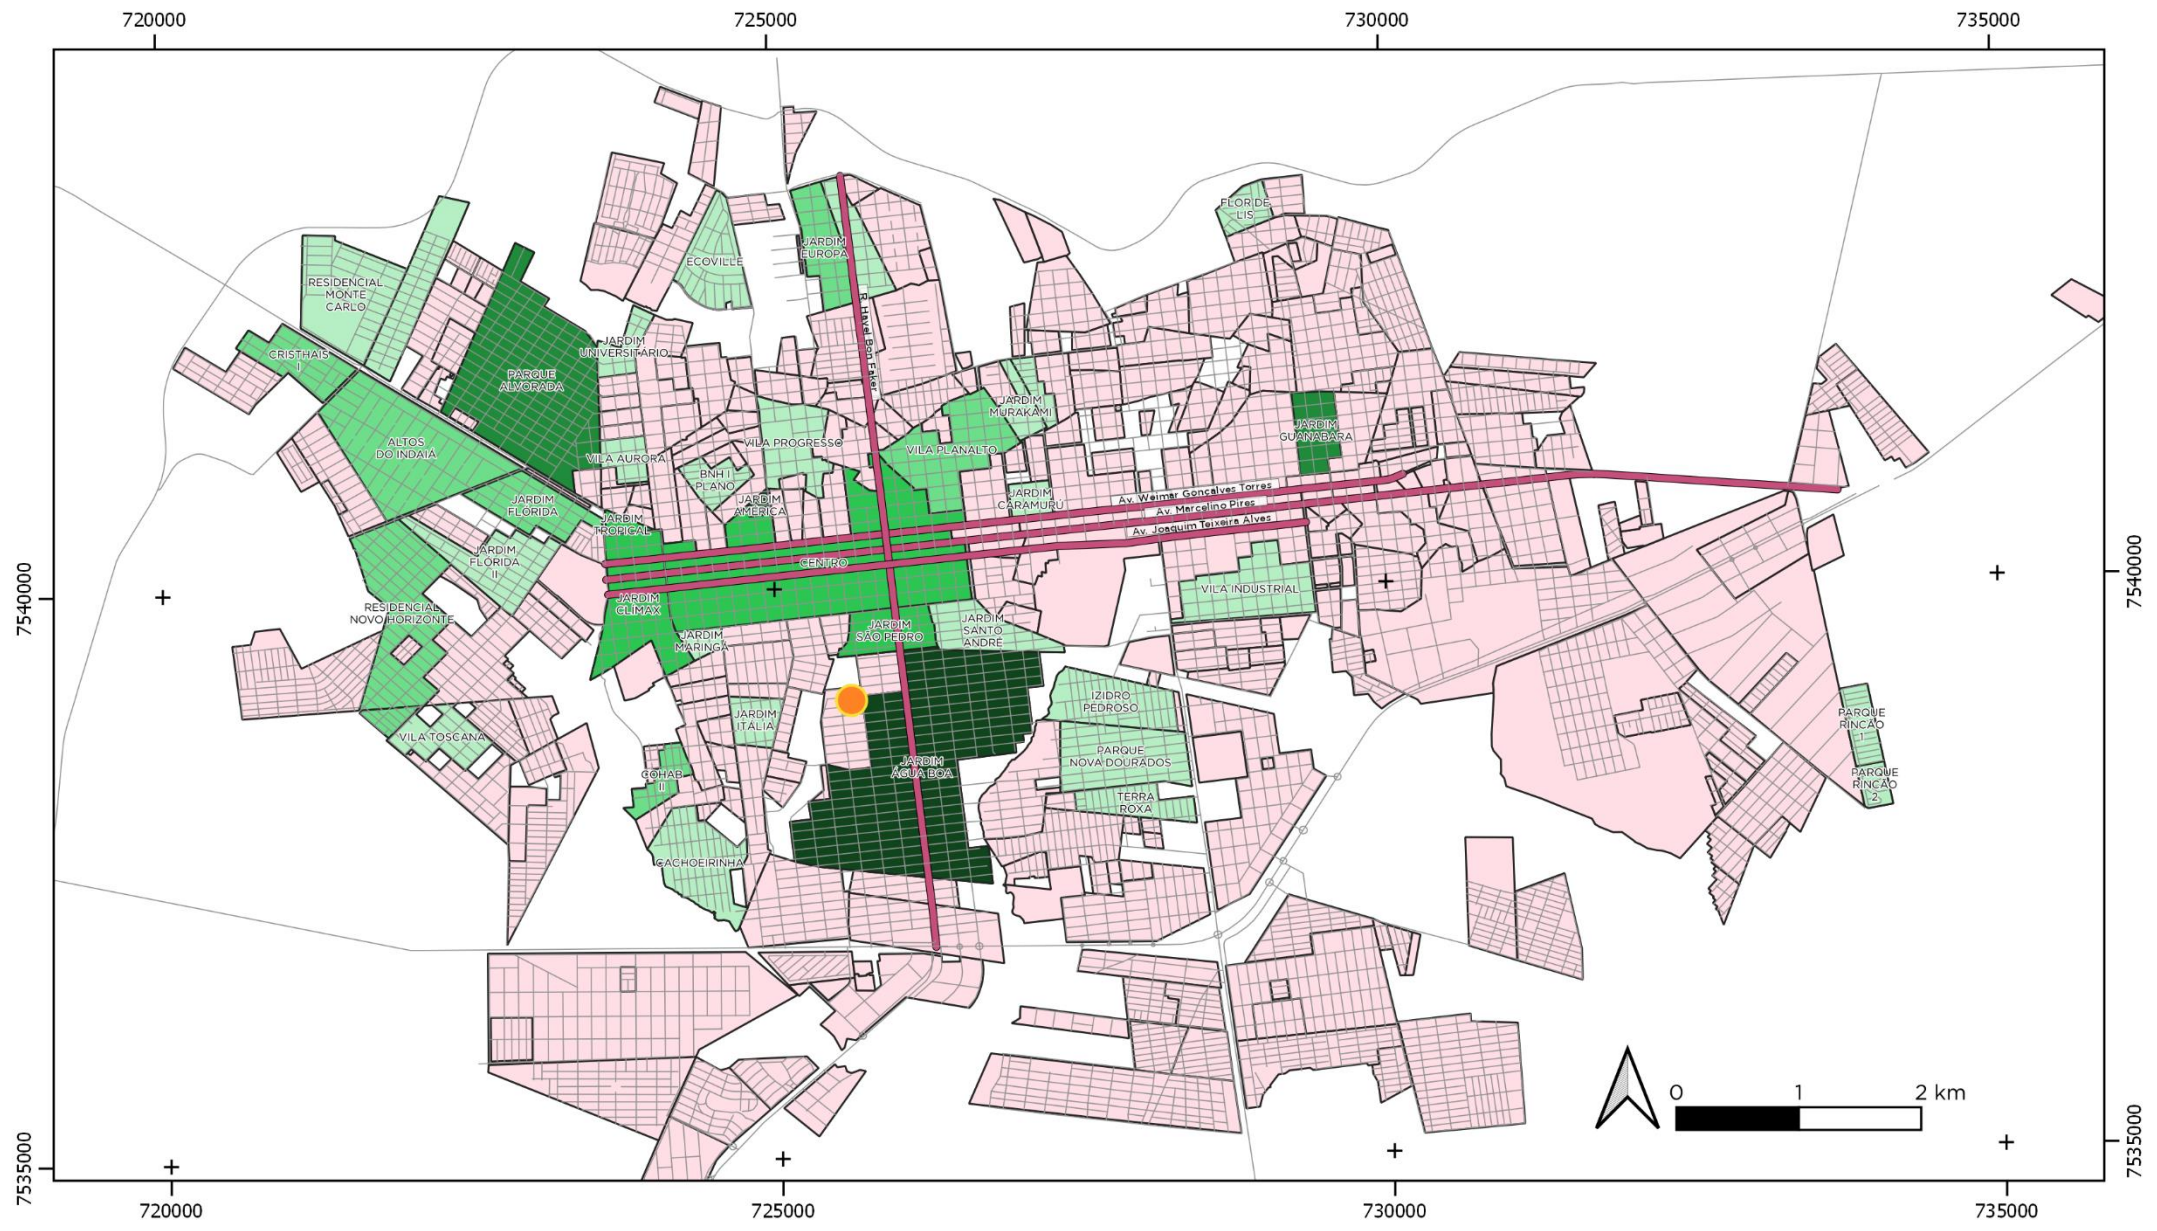 720000
725000
730000
735000
FLOR DE
LIS
JARDIM
EUROPA
ECOVILLE
RESIDENCIAL
MONTE
CARLO
R. Hayel Bon Faker
JARDIM
UNIVERSITÁRIO
CRISTHAIS
I
PARQUE
ALVORADA
JARDIM
MURAKAMI
JARDIM
GUANABARA
ALTOS
DO INDAIÁ
VILA PROGRESSO
VILA PLANALTO
VILA AURORA
BNH I
PLANO
JARDIM
FLÓRIDA
JARDIM
AMÉRICA
JARDIM
CARAMURU
Av. Weimar Gonçalves Torres
Av. Marcelino Pires
Av. Joaquim Teixeira Alves
JARDIM
TROPICAL
JARDIM
FLÓRIDA
II
CENTRO
VILA INDUSTRIAL
7540000
7540000
RESIDENCIAL
NOVO HORIZONTE
JARDIM
CLÍMAX
JARDIM
MARINGÁ
JARDIM
SÃO PEDRO
JARDIM
SANTO
ANDRÉ
IZIDRO
PEDROSO
JARDIM
ITÁLIA
PARQUE
RINCÃO
1
VILA TOSCANA
PARQUE
NOVA DOURADOS
JARDIM
ÁGUA BOA
COHAB
II
PARQUE
RINCÃO
2
TERRA
ROXA
CACHOEIRINHA
0 1 2 km
7535000
7535000
720000
725000
730000
735000